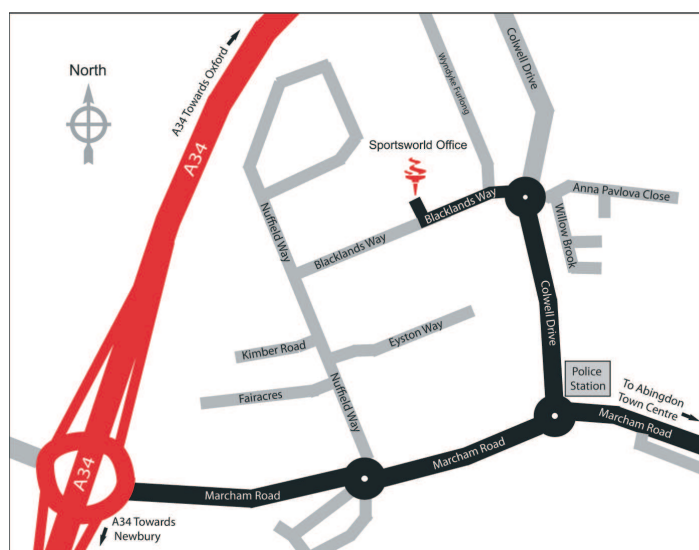 North
A34 Towards Oxford
A34
Wyndyke Furlong
Colwell Drive
Sportsworld Office
Nuffield Way
Blacklands Way
Blacklands Way
Anna Pavlova Close
Willow Brook
Colwell Drive
Kimber Road
Eyston Way
Fairacres
Nuffield Way
Police
Station
To Abingdon
Town Centre
Marcham Road
Marcham Road
Marcham Road
A34
A34 Towards
Newbury